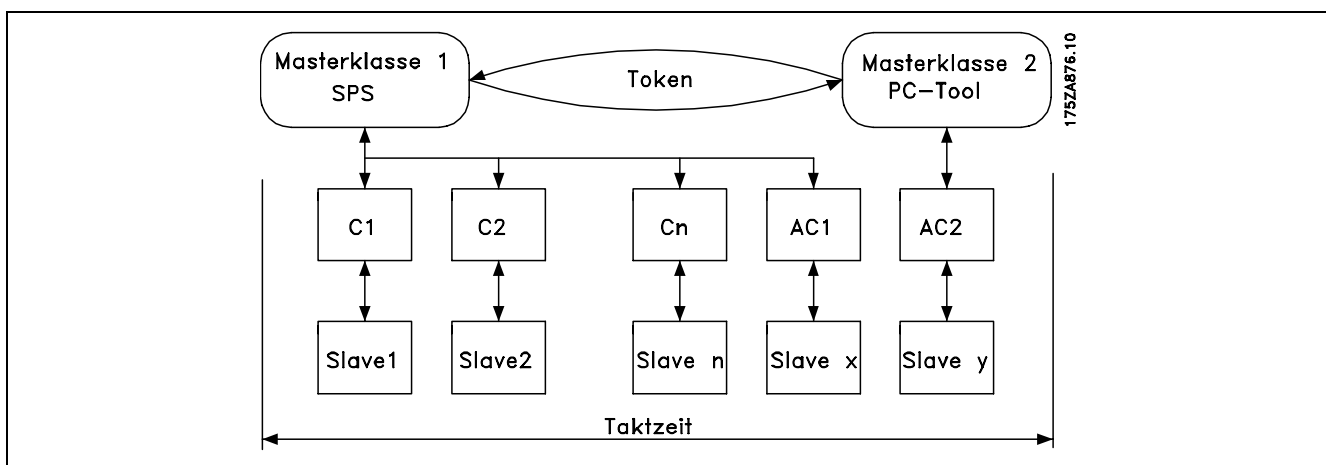 Masterklasse 1
SPS
Token
Masterklasse 2
PC-Tool
175ZA876.10
C1
C2
Cn
AC1
AC2
Slave1
Slave2
Slave n
Slave x
Slave y
Taktzeit